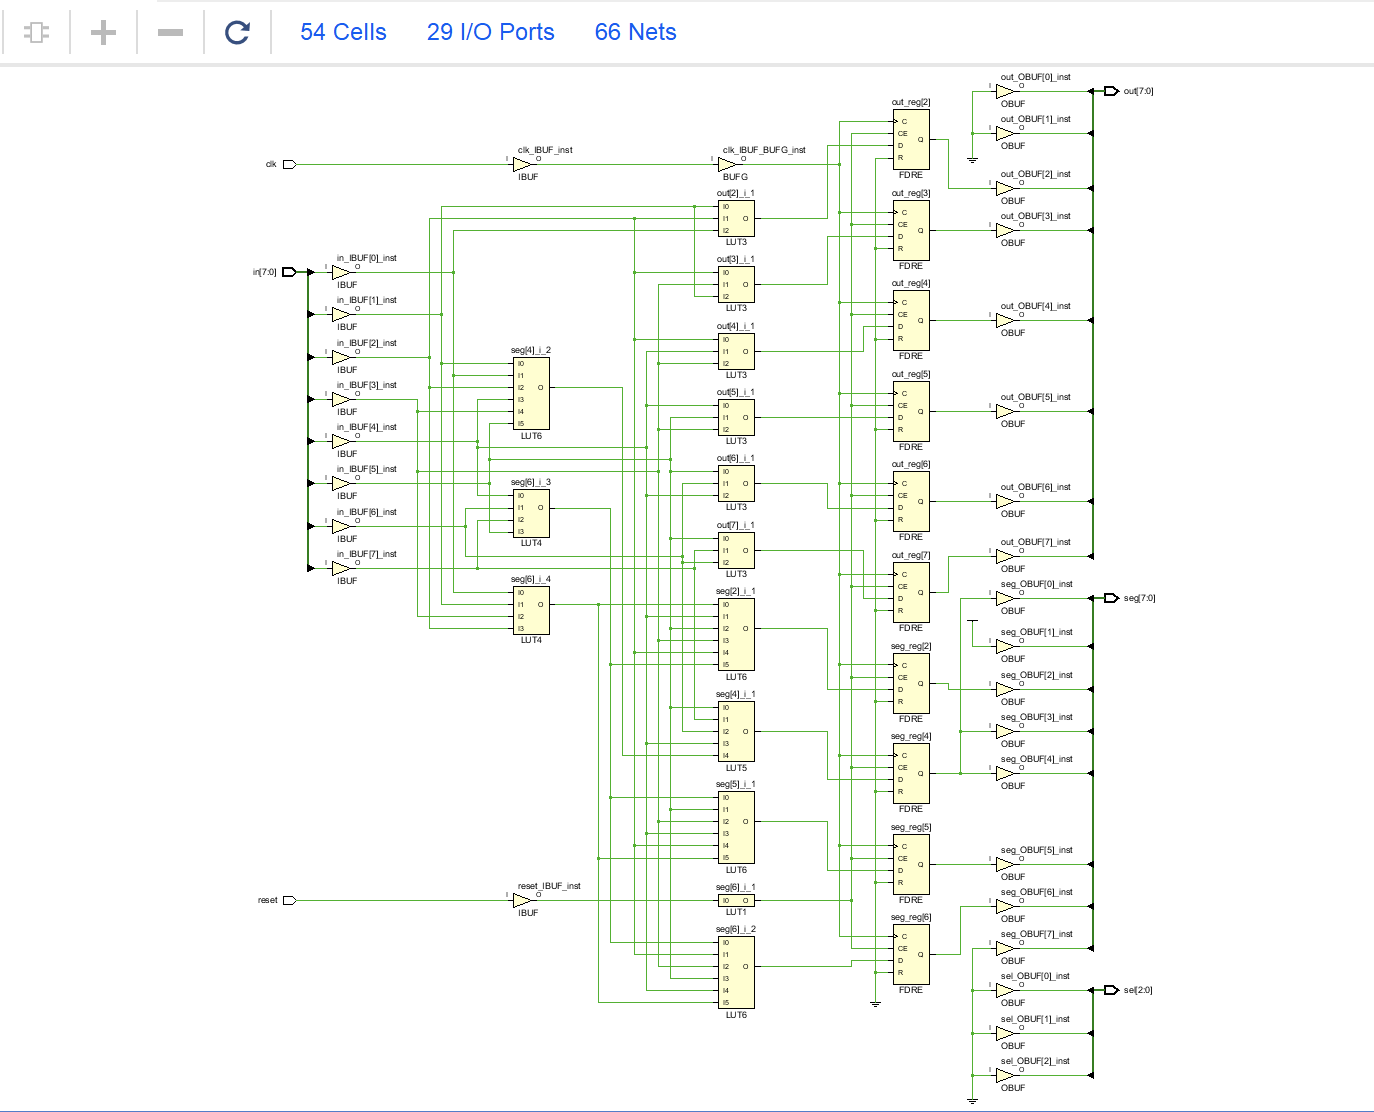 54 Cells 29 I/O Ports 66 Nets
clk
I O
clk_IBUF_inst
IBUF
I O
clk_IBUF_BUFG_inst
BUFG
in[7:0]
in_IBUF[0]_inst
I O
IBUF
in_IBUF[1]_inst
I O
IBUF
in_IBUF[2]_inst
I O
IBUF
in_IBUF[3]_inst
I O
IBUF
in_IBUF[4]_inst
I O
IBUF
in_IBUF[5]_inst
I O
IBUF
in_IBUF[6]_inst
I O
IBUF
in_IBUF[7]_inst
I O
IBUF
reset
reset_IBUF_inst
I O
IBUF
seg[4]_i_2
I0
I1
I2 O
I3
I4
I5
LUT6
seg[6]_i_3
I0
I1 O
I2
I3
LUT4
seg[6]_i_4
I0
I1 O
I2
I3
LUT4
out[2]_i_1
I0
I1 O
I2
LUT3
out[3]_i_1
I0
I1 O
I2
LUT3
out[4]_i_1
I0
I1 O
I2
LUT3
out[5]_i_1
I0
I1 O
I2
LUT3
out[6]_i_1
I0
I1 O
I2
LUT3
out[7]_i_1
I0
I1 O
I2
LUT3
seg[2]_i_1
I0
I1
I2 O
I3
I4
I5
LUT6
seg[4]_i_1
I0
I1
I2 O
I3
I4
LUT5
seg[5]_i_1
I0
I1
I2 O
I3
I4
I5
LUT6
seg[6]_i_1
I0 O
LUT1
seg[6]_i_2
I0
I1
I2 O
I3
I4
I5
LUT6
out_reg[2]
C
CE
D Q
R
FDRE
out_reg[3]
C
CE
D Q
R
FDRE
out_reg[4]
C
CE
D Q
R
FDRE
out_reg[5]
C
CE
D Q
R
FDRE
out_reg[6]
C
CE
D Q
R
FDRE
out_reg[7]
C
CE
D Q
R
FDRE
seg_reg[2]
C
CE
D Q
R
FDRE
seg_reg[4]
C
CE
D Q
R
FDRE
seg_reg[5]
C
CE
D Q
R
FDRE
seg_reg[6]
C
CE
D Q
R
FDRE
out_OBUF[0]_inst
I O
OBUF
out[7:0]
out_OBUF[1]_inst
I O
OBUF
out_OBUF[2]_inst
I O
OBUF
out_OBUF[3]_inst
I O
OBUF
out_OBUF[4]_inst
I O
OBUF
out_OBUF[5]_inst
I O
OBUF
out_OBUF[6]_inst
I O
OBUF
out_OBUF[7]_inst
I O
OBUF
seg_OBUF[0]_inst
I O
OBUF
seg[7:0]
seg_OBUF[1]_inst
I O
OBUF
seg_OBUF[2]_inst
I O
OBUF
seg_OBUF[3]_inst
I O
OBUF
seg_OBUF[4]_inst
I O
OBUF
seg_OBUF[5]_inst
I O
OBUF
seg_OBUF[6]_inst
I O
OBUF
seg_OBUF[7]_inst
I O
OBUF
sel_OBUF[0]_inst
I O
OBUF
sel[2:0]
sel_OBUF[1]_inst
I O
OBUF
sel_OBUF[2]_inst
I O
OBUF